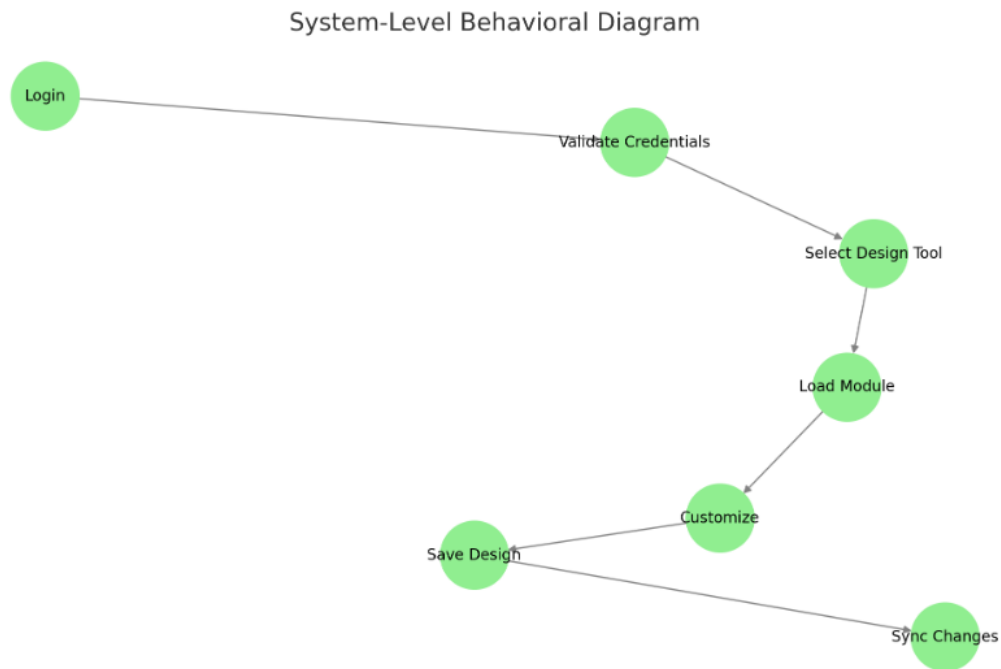 System-Level Behavioral Diagram
Login
Validate Credentials
Select Design Tool
Load Module
Customize
Save Design
Sync Changes